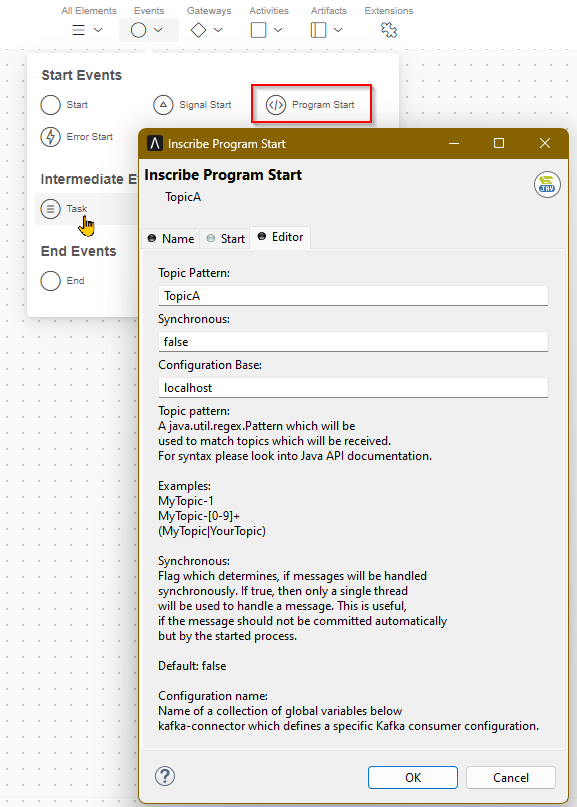 All Elements
Events
Gateways
Activities
Artifacts
Extensions
Start Events
Start
Signal Start
Program Start
Error Start
Intermediate E
Task
End Events
End
Inscribe Program Start
Inscribe Program Start
TopicA
JAV
Name
Start
Editor
Topic Pattern:
TopicA
Synchronous:
false
Configuration Base:
localhost
Topic pattern:
A java.util.regex.Pattern which will be
used to match topics which will be received.
For syntax please look into Java API documentation.
Examples:
MyTopic-1
MyTopic-[0-9]+
(MyTopic|YourTopic)
Synchronous:
Flag which determines, if messages will be handled
synchronously. If true, then only a single thread
will be used to handle a message. This is useful,
if the message should not be committed automatically
but by the started process.
Default: false
Configuration name:
Name of a collection of global variables below
kafka-connector which defines a specific Kafka consumer configuration.
?
OK
Cancel